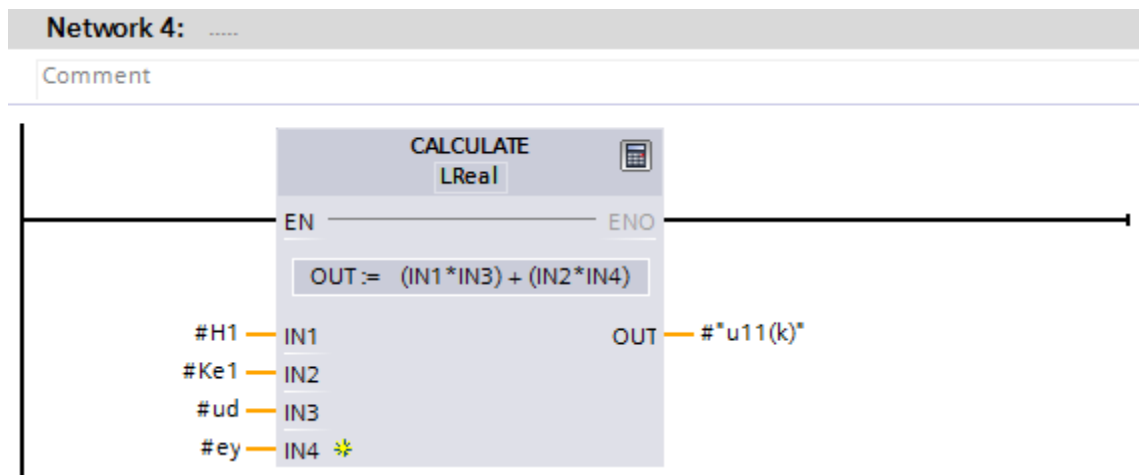 Network 4: .....
Comment
CALCULATE
LReal
EN ENO
OUT := (IN1*IN3) + (IN2*IN4)
#H1 IN1 OUT #"u11(k)"
#Ke1 IN2
#ud IN3
#ey IN4